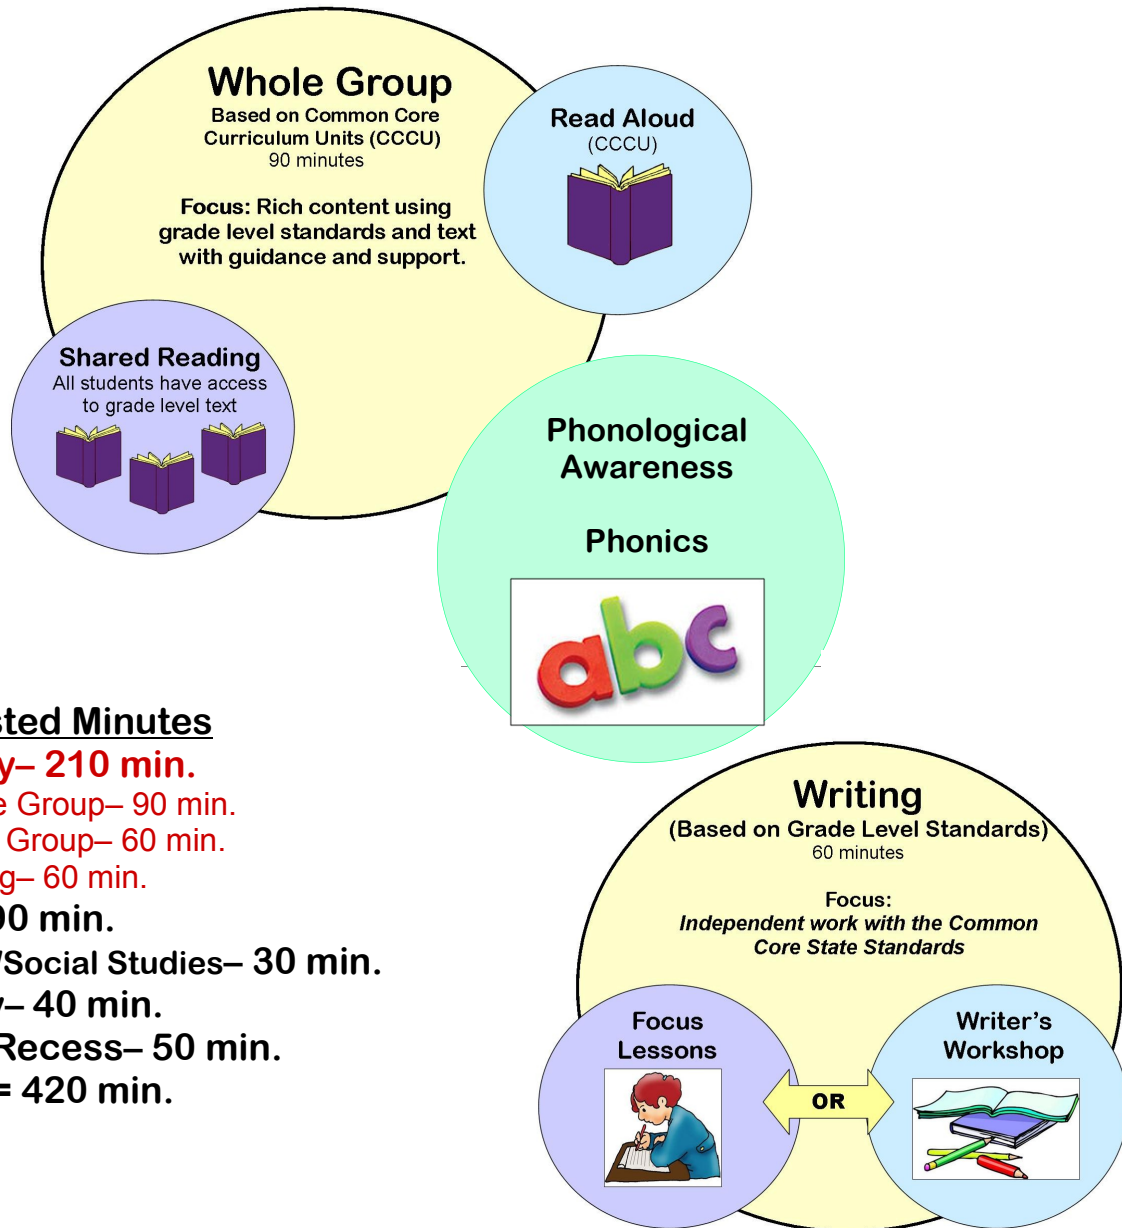 Whole Group
Based on Common Core
Curriculum Units (CCCU)
90 minutes
Focus: Rich content using
grade level standards and text
with guidance and support.
Read Aloud
(CCCU)
Shared Reading
All students have access
to grade level text
Phonological
Awareness
Phonics
abc
sted Minutes
y– 210 min.
e Group– 90 min.
Group– 60 min.
g– 60 min.
90 min.
/Social Studies– 30 min.
y– 40 min.
Recess– 50 min.
= 420 min.
Writing
(Based on Grade Level Standards)
60 minutes
Focus:
Independent work with the Common
Core State Standards
Focus
Lessons
OR
Writer's
Workshop